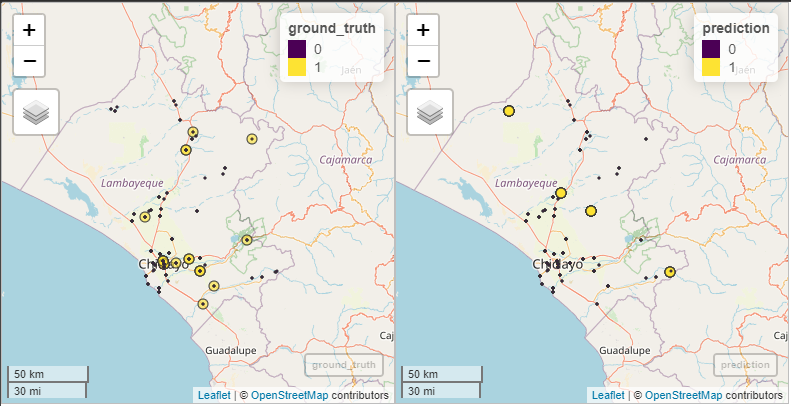 +
−
ground_truth
0
1
Jaén
Cajamarca
Lambayeque
Chiclayo
Guadalupe
Caj
ground_truth
50 km
30 mi
Leaflet | © OpenStreetMap contributors
+
−
prediction
0
1
Jaén
Cajamarca
Lambayeque
Chiclayo
Guadalupe
Caj
prediction
50 km
30 mi
Leaflet | © OpenStreetMap contributors